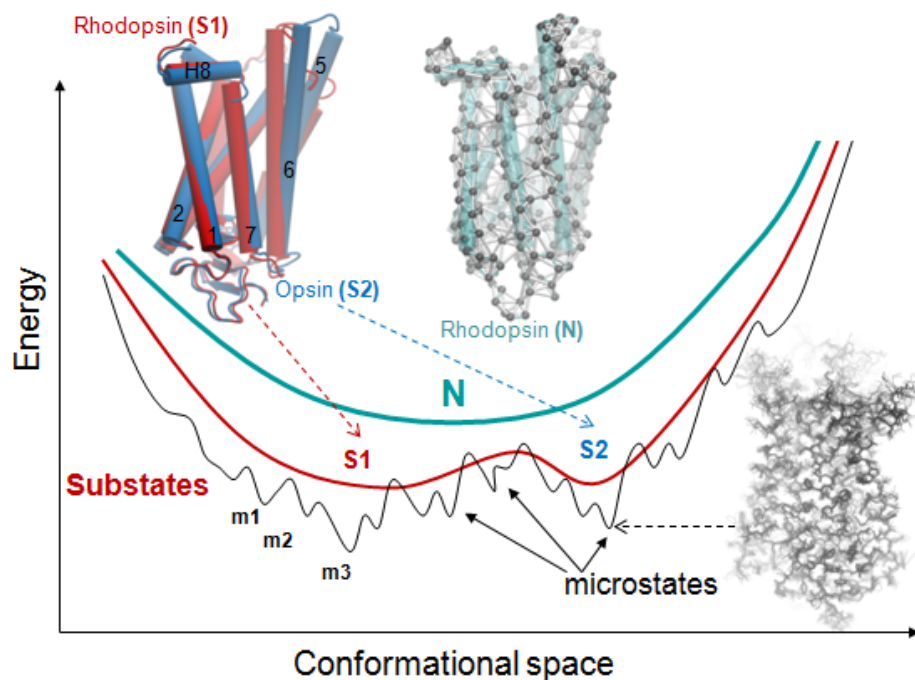 Rhodopsin (S1)
H8
5
6
2
1
7
Opsin (S2)
Rhodopsin (N)
Energy
N
S1
S2
Substates
m1
m2
m3
microstates
Conformational space